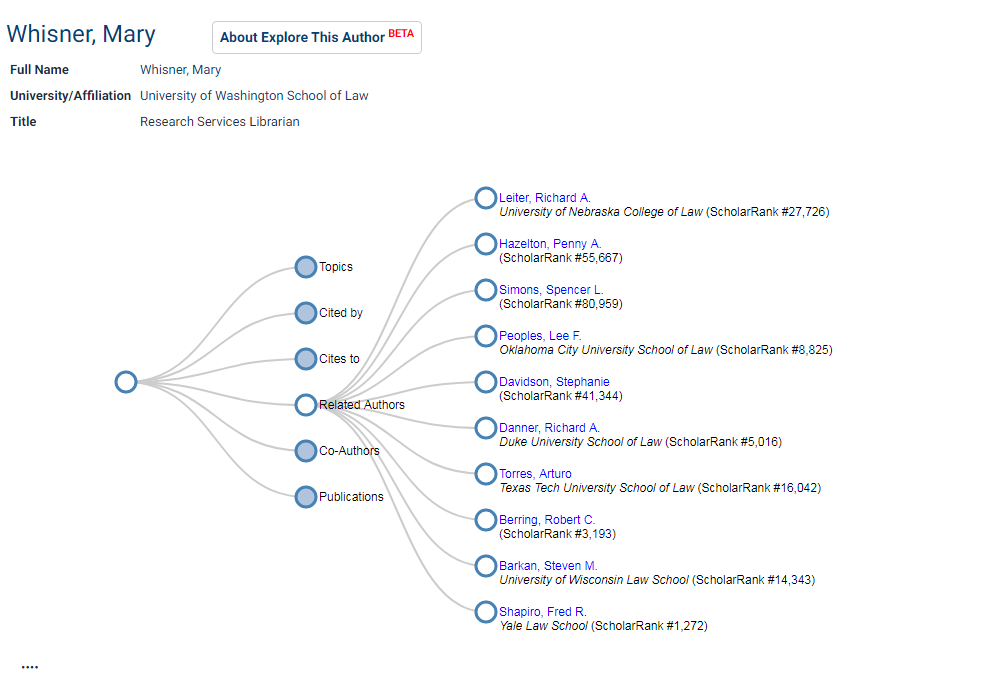 Whisner, Mary
About Explore This Author BETA
Full Name Whisner, Mary
University/Affiliation University of Washington School of Law
Title Research Services Librarian
Topics
Cited by
Cites to
Related Authors
Co-Authors
Publications
Leiter, Richard A.
University of Nebraska College of Law (ScholarRank #27,726)
Hazelton, Penny A.
(ScholarRank #55,667)
Simons, Spencer L.
(ScholarRank #80,959)
Peoples, Lee F.
Oklahoma City University School of Law (ScholarRank #8,825)
Davidson, Stephanie
(ScholarRank #41,344)
Danner, Richard A.
Duke University School of Law (ScholarRank #5,016)
Torres, Arturo
Texas Tech University School of Law (ScholarRank #16,042)
Berring, Robert C.
(ScholarRank #3,193)
Barkan, Steven M.
University of Wisconsin Law School (ScholarRank #14,343)
Shapiro, Fred R.
Yale Law School (ScholarRank #1,272)
....